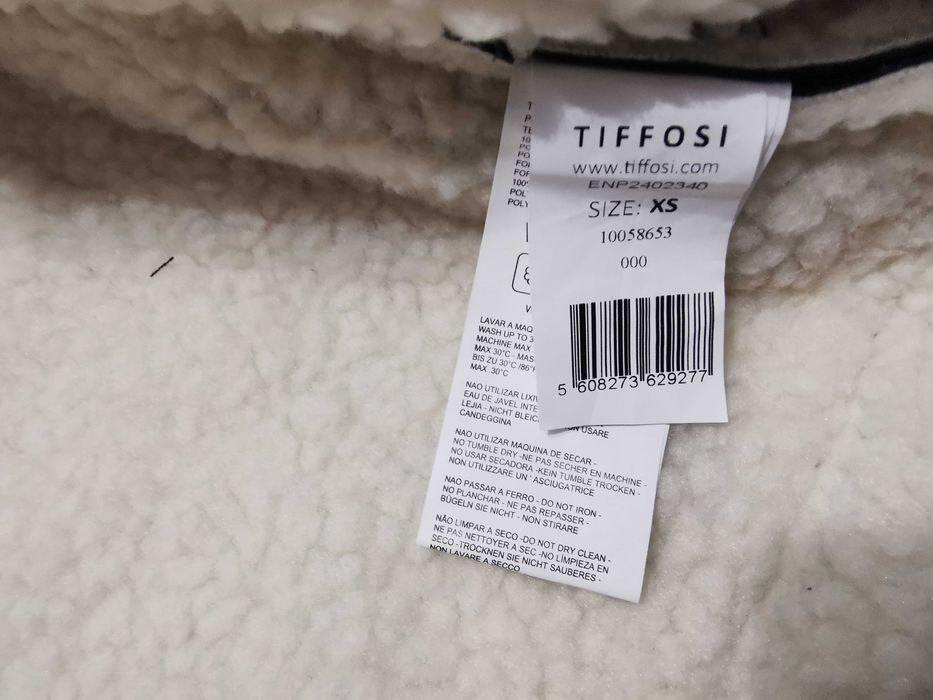 TIFFOSI
www.tiffosi.com
ENP2402340
SIZE: XS
10058653
000
5 608273 629277
LAVAR A MAQ
WASH UP TO 3
MACHINE MAX
MAX 30°C - MAS
BIS ZU 30°C /86°F
MAX .30°C
NAO UTILIZAR LIXIV
EAU DE JAVEL INTE
LEJIA - NICHT BLEIC
CANDEGGINA
USARE
NAO UTILIZAR MAQUINA DE SECAR -
NO TUMBLE DRY -NE PAS SECHER EN MACHINE -
NO USAR SECADORA -KEIN TUMBLE TROCKEN -
NON UTILIZZARE UN ' ASCIUGATRICE
NAO PASSAR A FERRO - DO NOT IRON -
NO PLANCHAR - NE PAS REPASSER -
BÜGELN SIE NICHT - NON STIRARE
NÃO LIMPAR A SECO -DO NOT DRY CLEAN -
NE PAS NETTOYER A SEC -NO LÍMPIEZA EN
SECO -TROCKNEN SIE NICHT SAUBERES -
NON LAVARE A SECCO